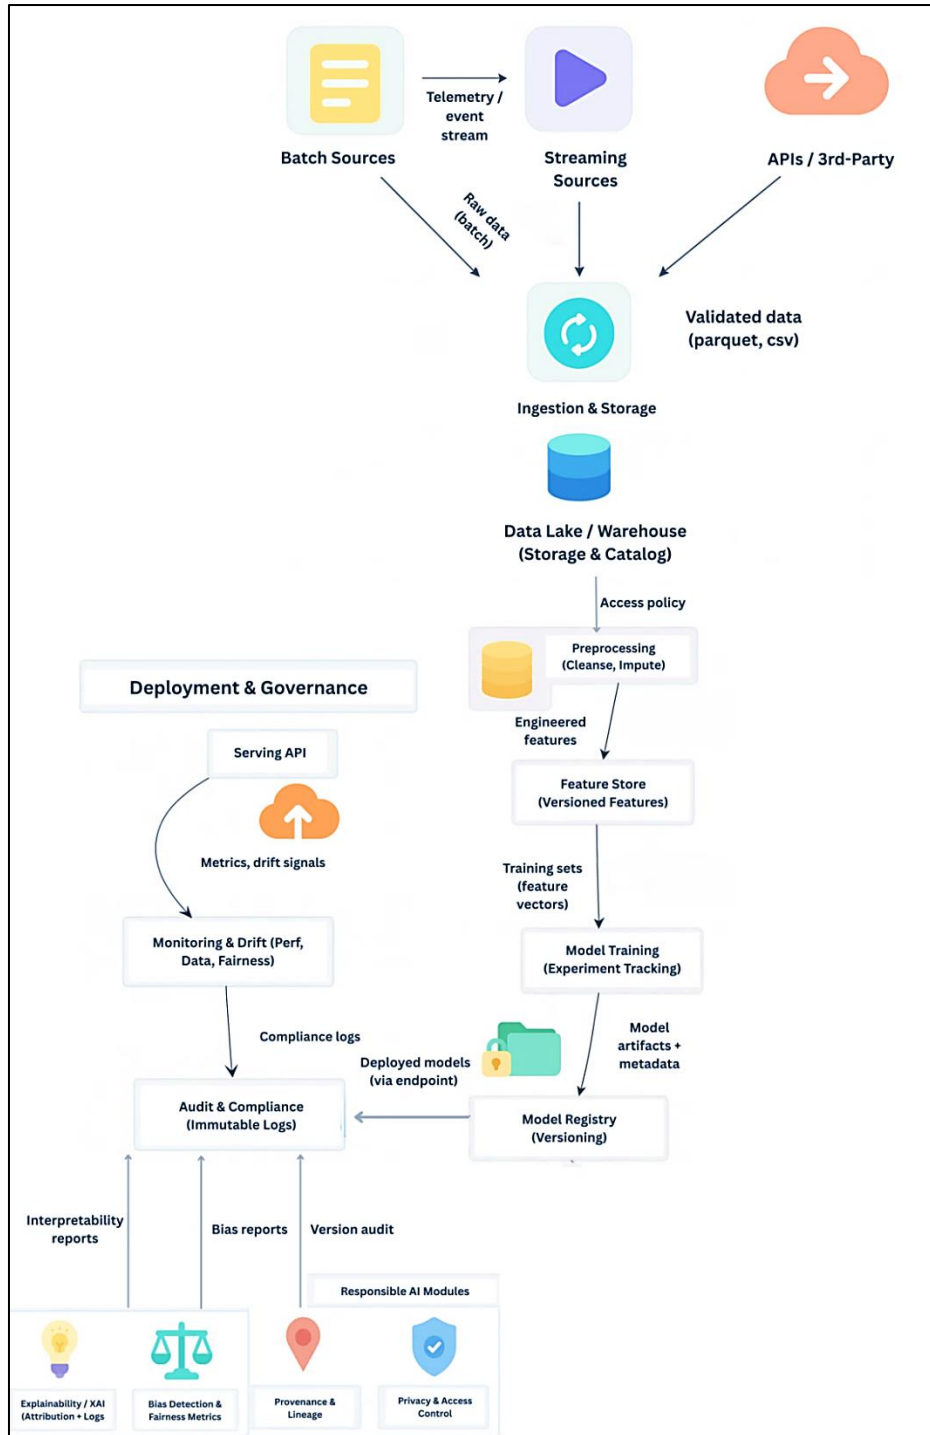 Telemetry /
event
stream
Batch Sources
Streaming
Sources
APIs / 3rd-Party
Raw data
(batch)
Validated data
(parquet, csv)
Ingestion & Storage
Data Lake / Warehouse
(Storage & Catalog)
Access policy
Preprocessing
(Cleanse, Impute)
Deployment & Governance
Engineered
features
Serving API
Feature Store
(Versioned Features)
Metrics, drift signals
Training sets
(feature
vectors)
Monitoring & Drift (Perf,
Data, Fairness)
Model Training
(Experiment Tracking)
Compliance logs
Model
artifacts +
metadata
Deployed models
(via endpoint)
Audit & Compliance
(Immutable Logs)
Model Registry
(Versioning)
Interpretability
reports
Bias reports
Version audit
Responsible AI Modules
Explainability / XAI
(Attribution + Logs
Bias Detection &
Fairness Metrics
Provenance &
Lineage
Privacy & Access
Control